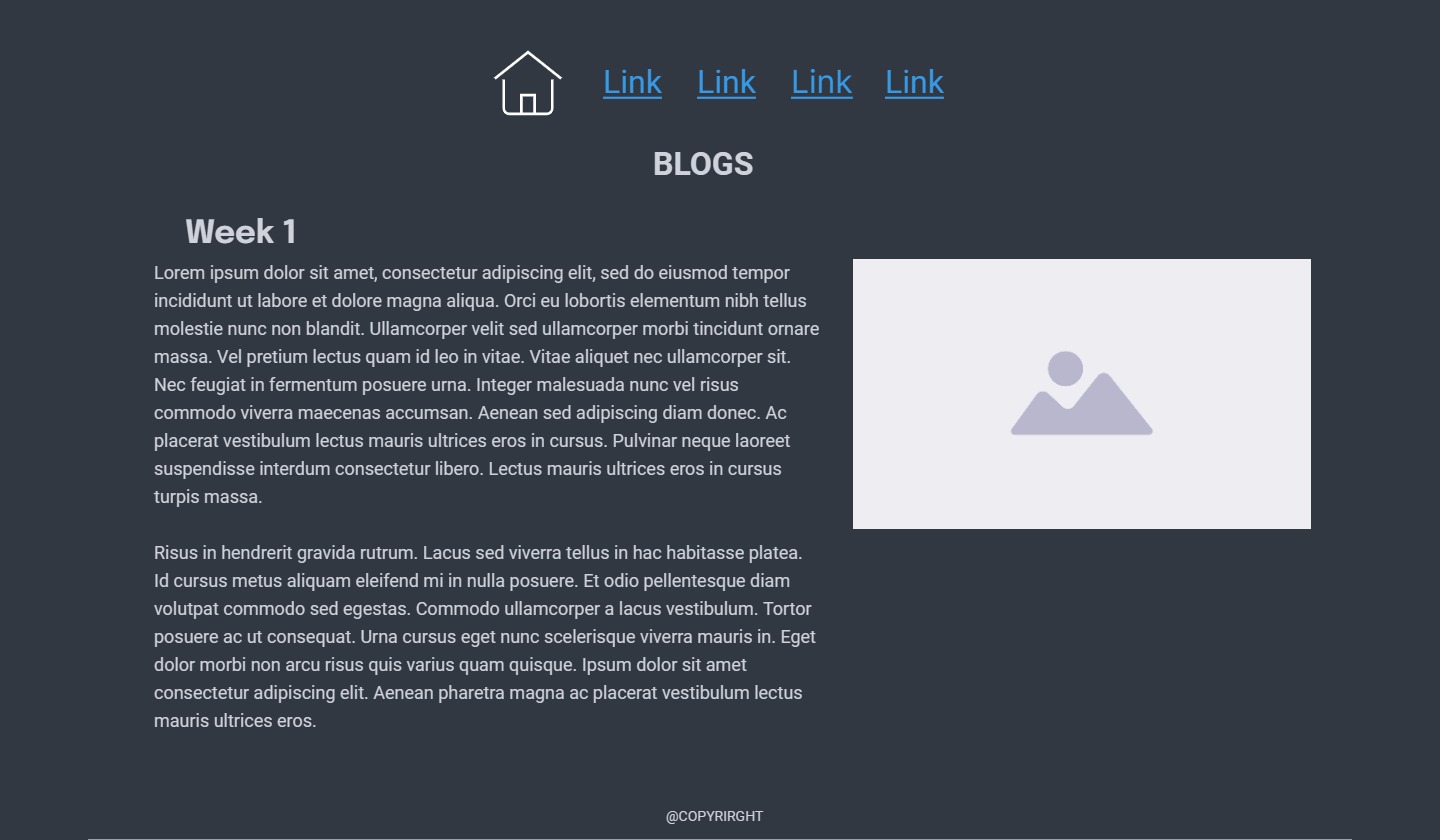 Link Link Link Link
BLOGS
Week 1
Lorem ipsum dolor sit amet, consectetur adipiscing elit, sed do eiusmod tempor
incididunt ut labore et dolore magna aliqua. Orci eu lobortis elementum nibh tellus
molestie nunc non blandit. Ullamcorper velit sed ullamcorper morbi tincidunt ornare
massa. Vel pretium lectus quam id leo in vitae. Vitae aliquet nec ullamcorper sit.
Nec feugiat in fermentum posuere urna. Integer malesuada nunc vel risus
commodo viverra maecenas accumsan. Aenean sed adipiscing diam donec. Ac
placerat vestibulum lectus mauris ultrices eros in cursus. Pulvinar neque laoreet
suspendisse interdum consectetur libero. Lectus mauris ultrices eros in cursus
turpis massa.
Risus in hendrerit gravida rutrum. Lacus sed viverra tellus in hac habitasse platea.
Id cursus metus aliquam eleifend mi in nulla posuere. Et odio pellentesque diam
volutpat commodo sed egestas. Commodo ullamcorper a lacus vestibulum. Tortor
posuere ac ut consequat. Urna cursus eget nunc scelerisque viverra mauris in. Eget
dolor morbi non arcu risus quis varius quam quisque. Ipsum dolor sit amet
consectetur adipiscing elit. Aenean pharetra magna ac placerat vestibulum lectus
mauris ultrices eros.
@COPYRIRGHT